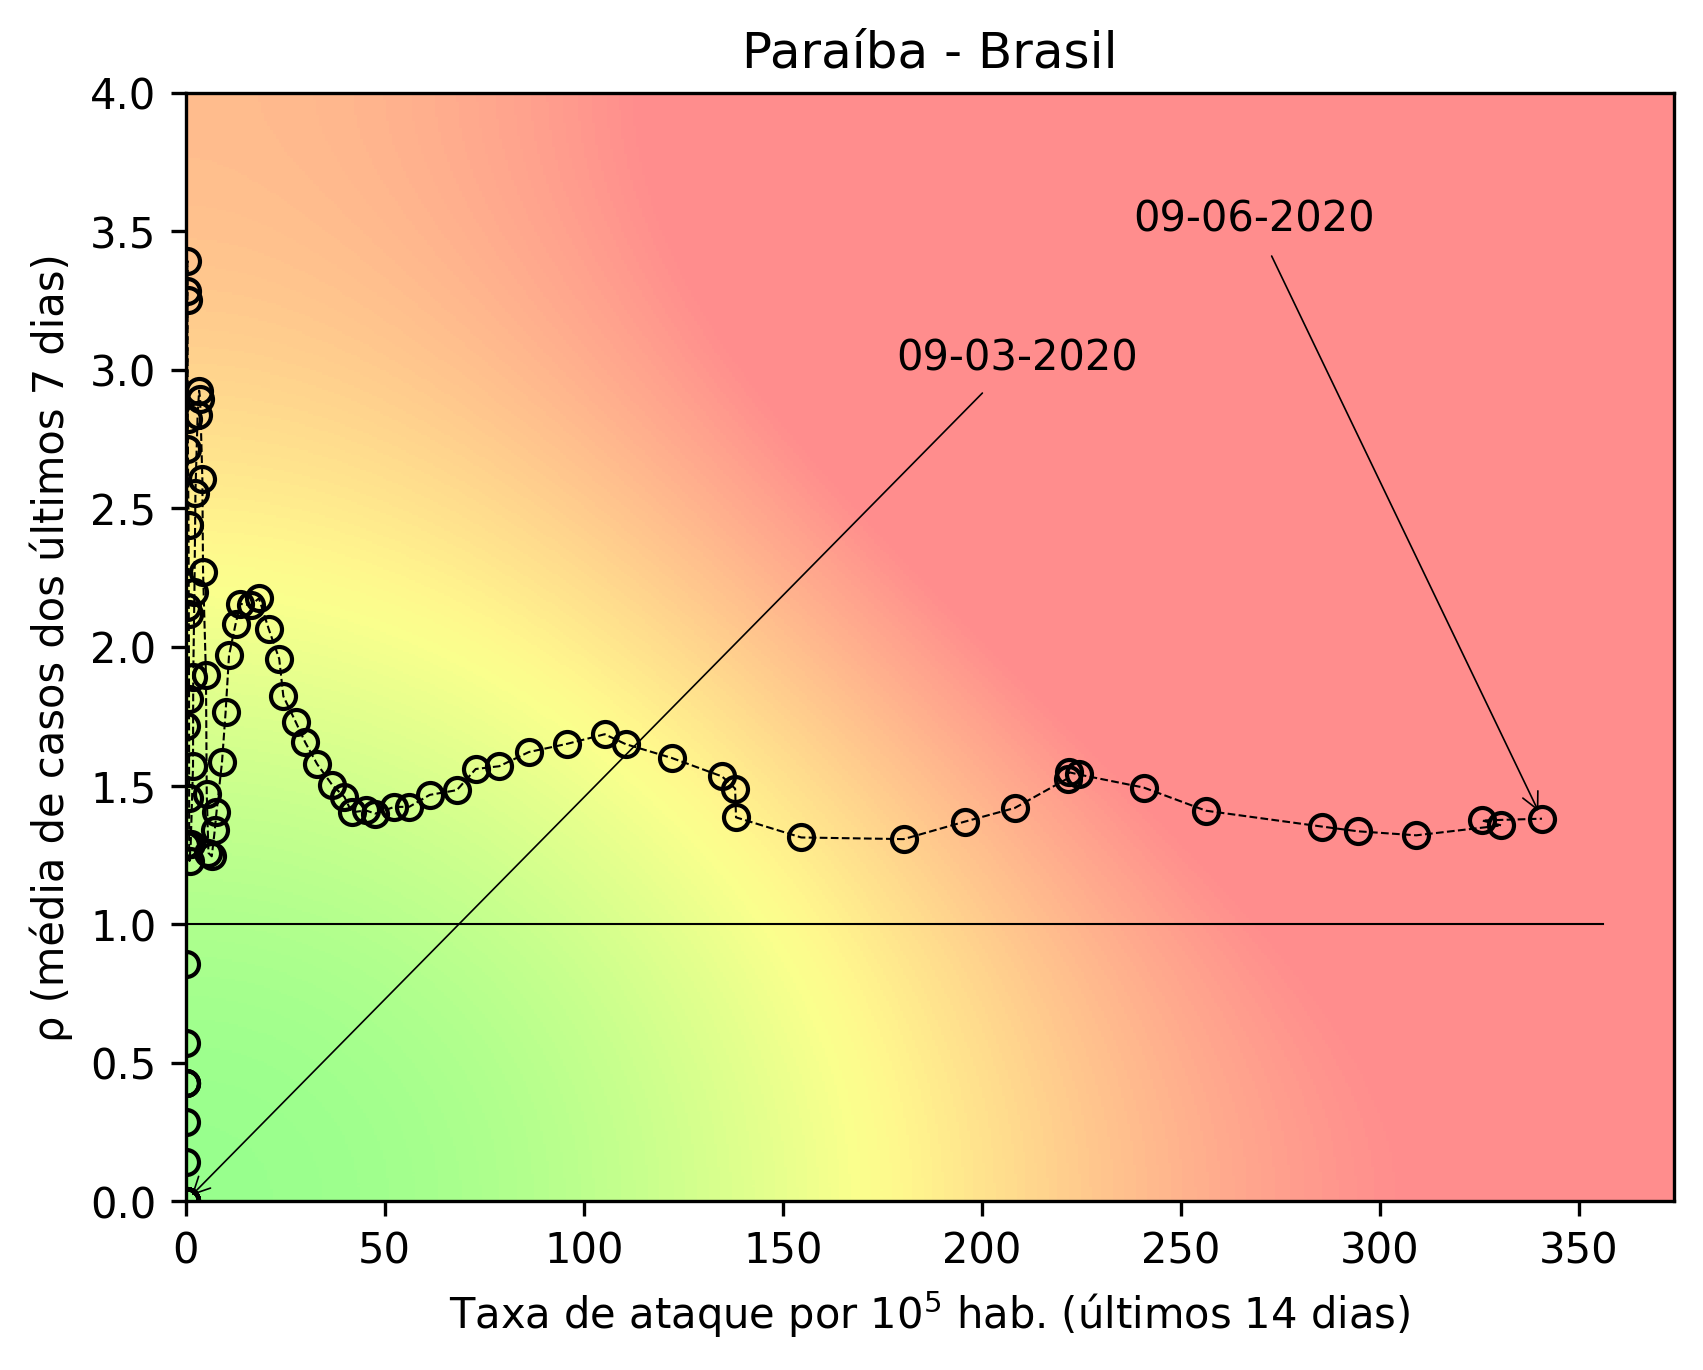 Paraíba - Brasil
4.0
3.5
3.0
2.5
2.0
1.5
1.0
0.5
0.0
ρ (média de casos dos últimos 7 dias)
09-06-2020
09-03-2020
0 50 100 150 200 250 300 350
Taxa de ataque por 10⁵ hab. (últimos 14 dias)